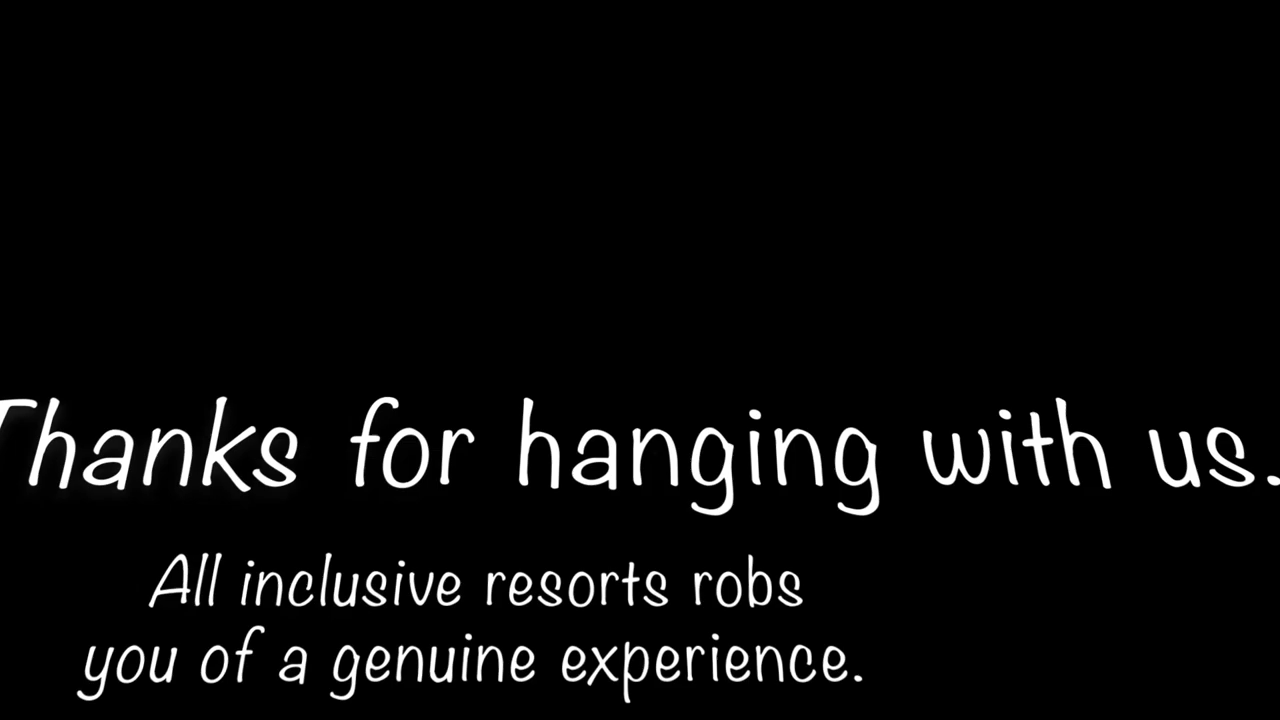 Thanks for hanging with us.
All inclusive resorts robs
you of a genuine experience.